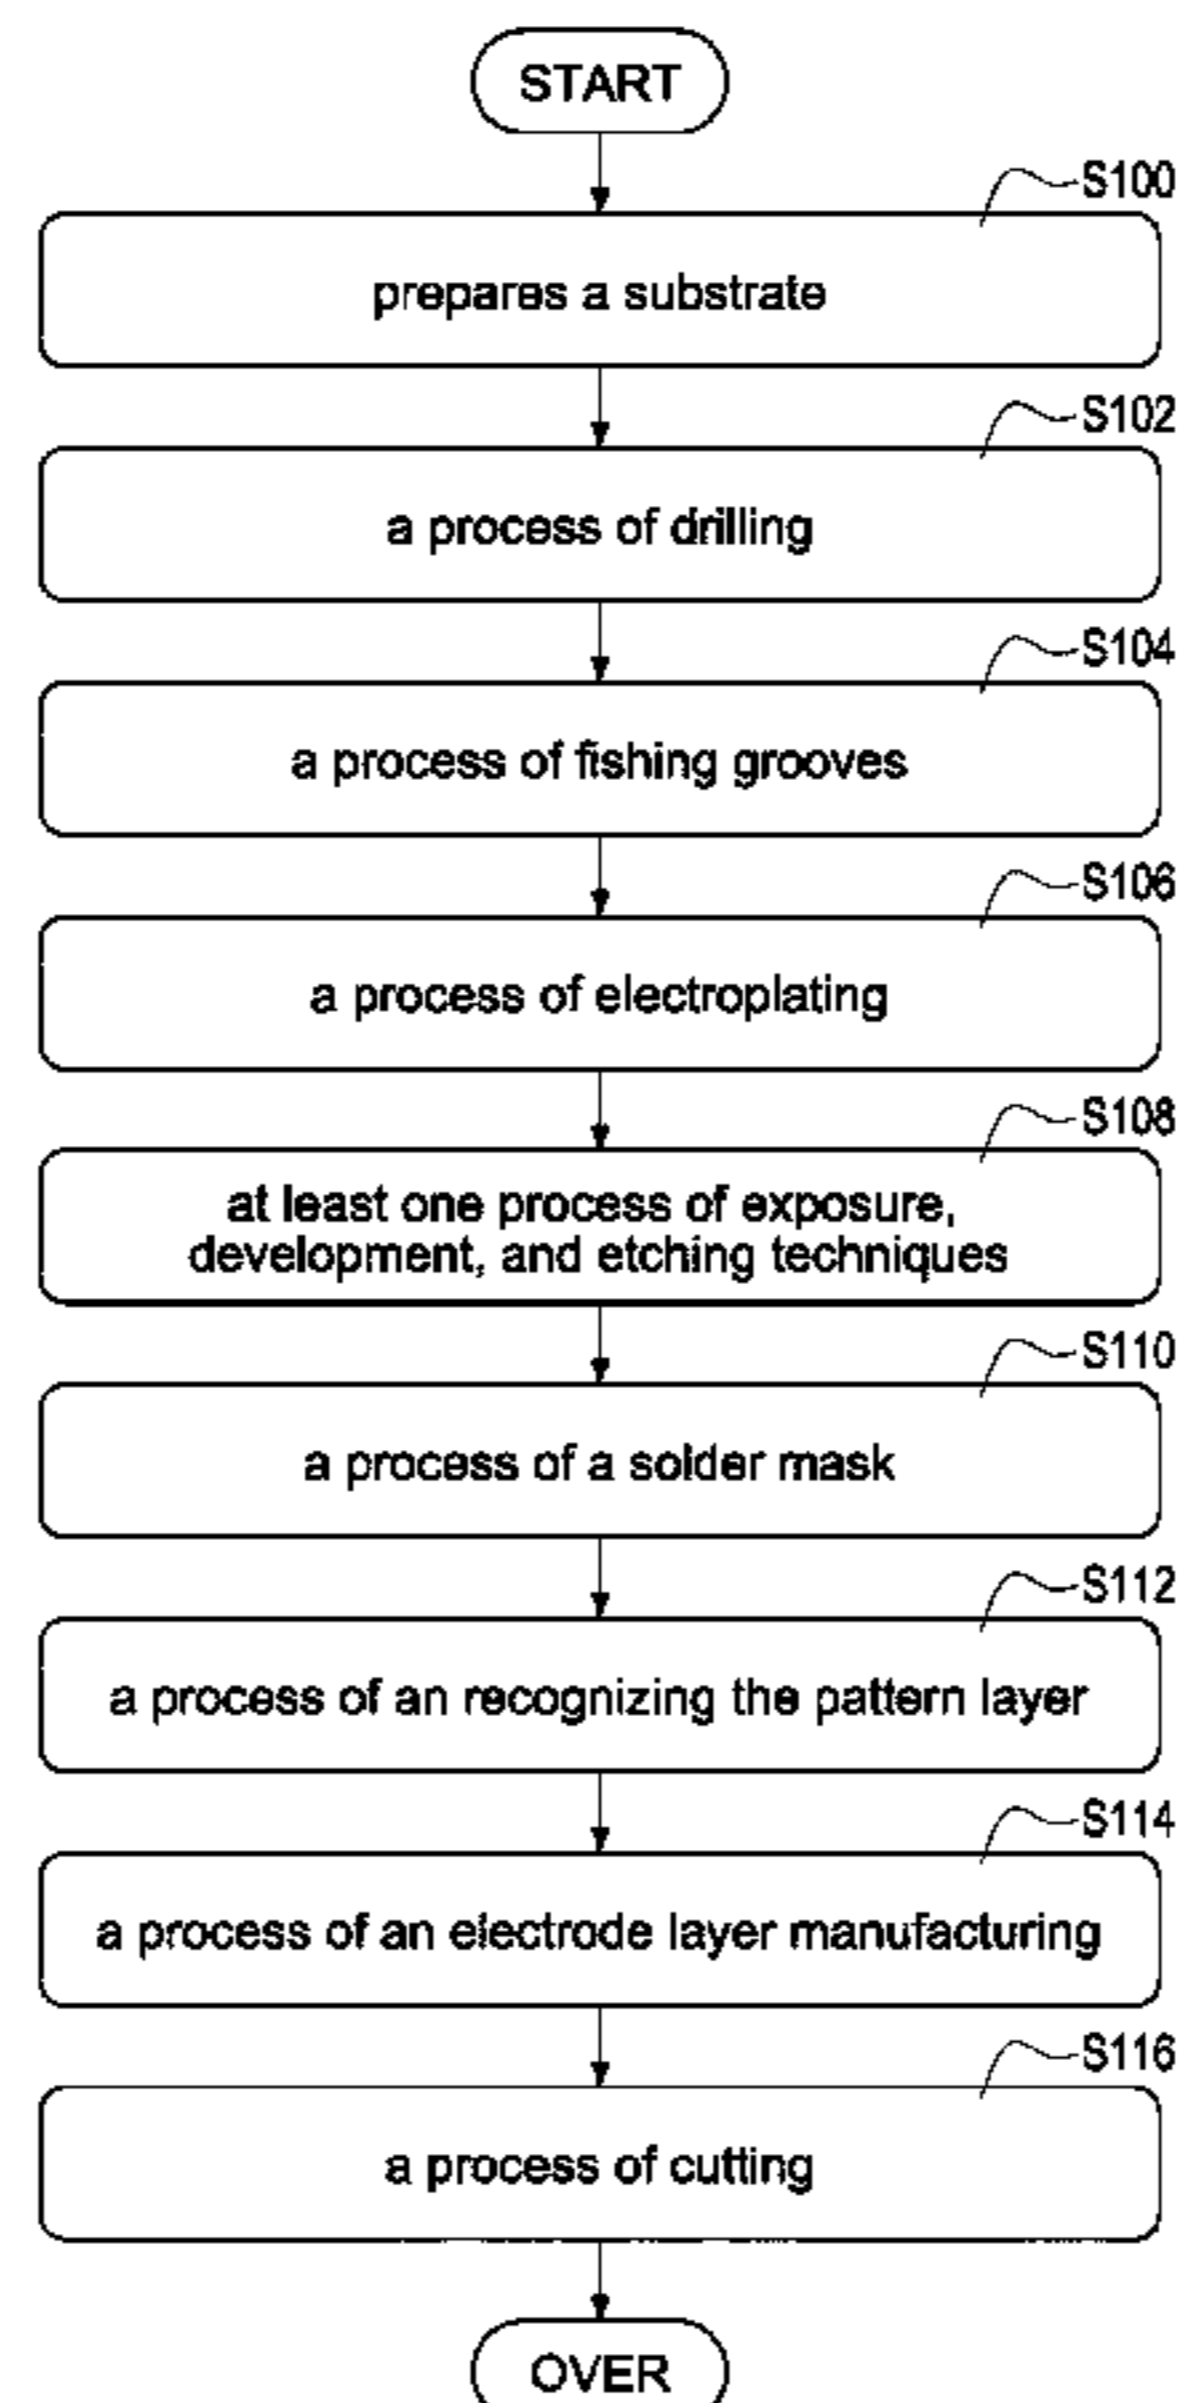 START
S100
prepares a substrate
S102
a process of drilling
S104
a process of fishing grooves
S106
a process of electroplating
S108
at least one process of exposure,
development, and etching techniques
S110
a process of a solder mask
S112
a process of an recognizing the pattern layer
S114
a process of an electrode layer manufacturing
S116
a process of cutting
OVER